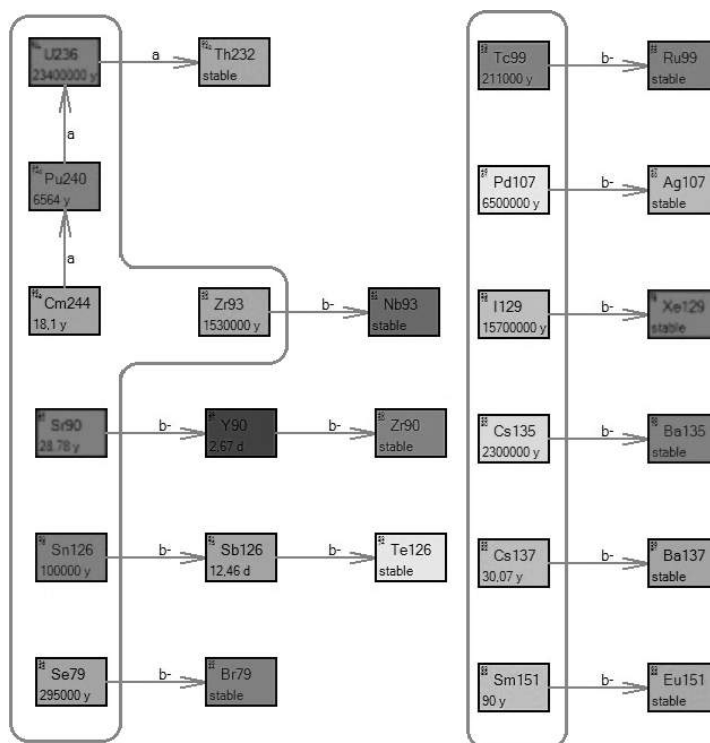 U236
23400000 y
a
Th232
stable
a
Pu240
6564 y
a
Cm244
18,1 y
Zr93
1530000 y
b-
Nb93
stable
Sr90
28.78 y
b-
Y90
2,67 d
b-
Zr90
stable
Sn126
100000 y
b-
Sb126
12,46 d
b-
Te126
stable
Se79
295000 y
b-
Br79
stable
Tc99
211000 y
b-
Ru99
stable
Pd107
6500000 y
b-
Ag107
stable
I129
15700000 y
b-
Xe129
stable
Cs135
2300000 y
b-
Ba135
stable
Cs137
30,07 y
b-
Ba137
stable
Sm151
90 y
b-
Eu151
stable